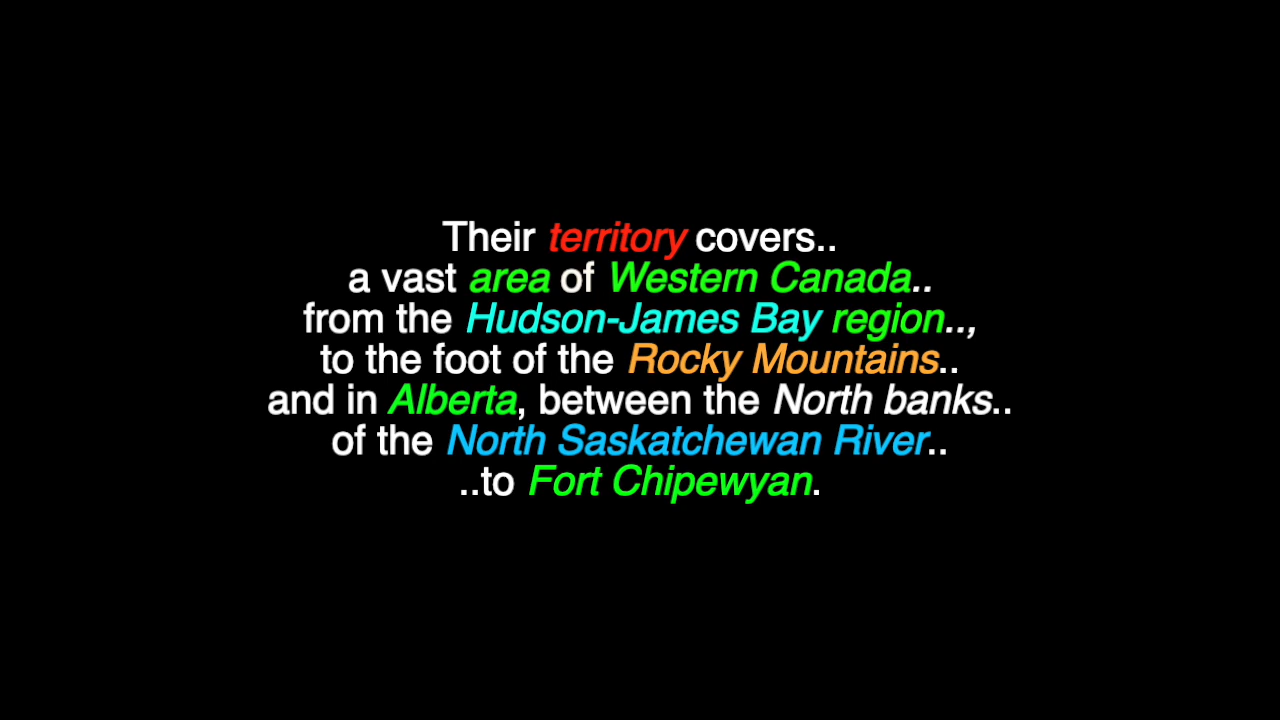 Their territory covers..
a vast area of Western Canada..
from the Hudson-James Bay region..,
to the foot of the Rocky Mountains..
and in Alberta, between the North banks..
of the North Saskatchewan River..
..to Fort Chipewyan.